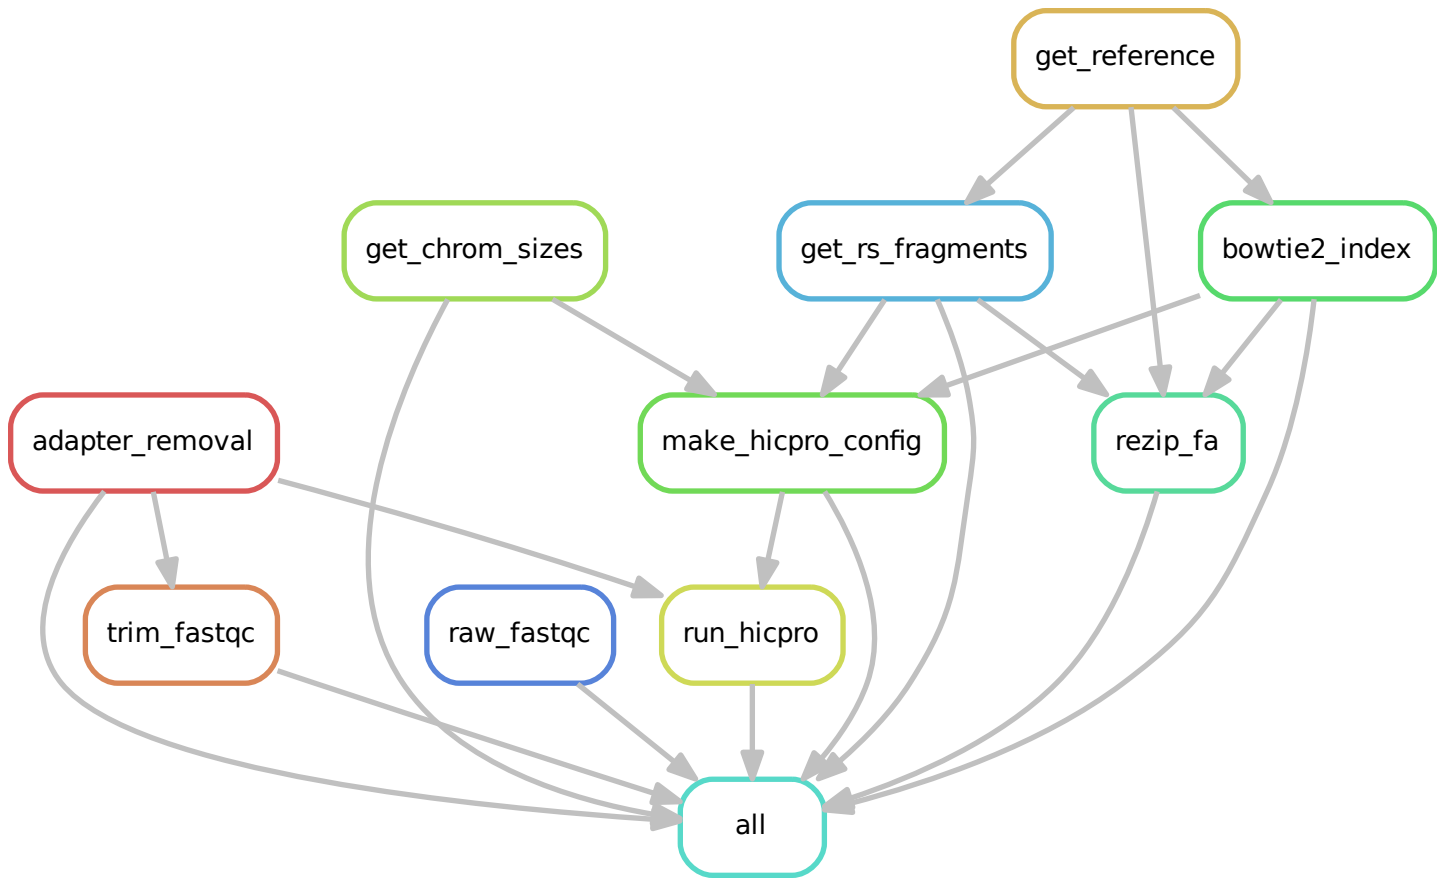 get_reference
get_chrom_sizes
get_rs_fragments
bowtie2_index
adapter_removal
make_hicpro_config
rezip_fa
trim_fastqc
raw_fastqc
run_hicpro
all